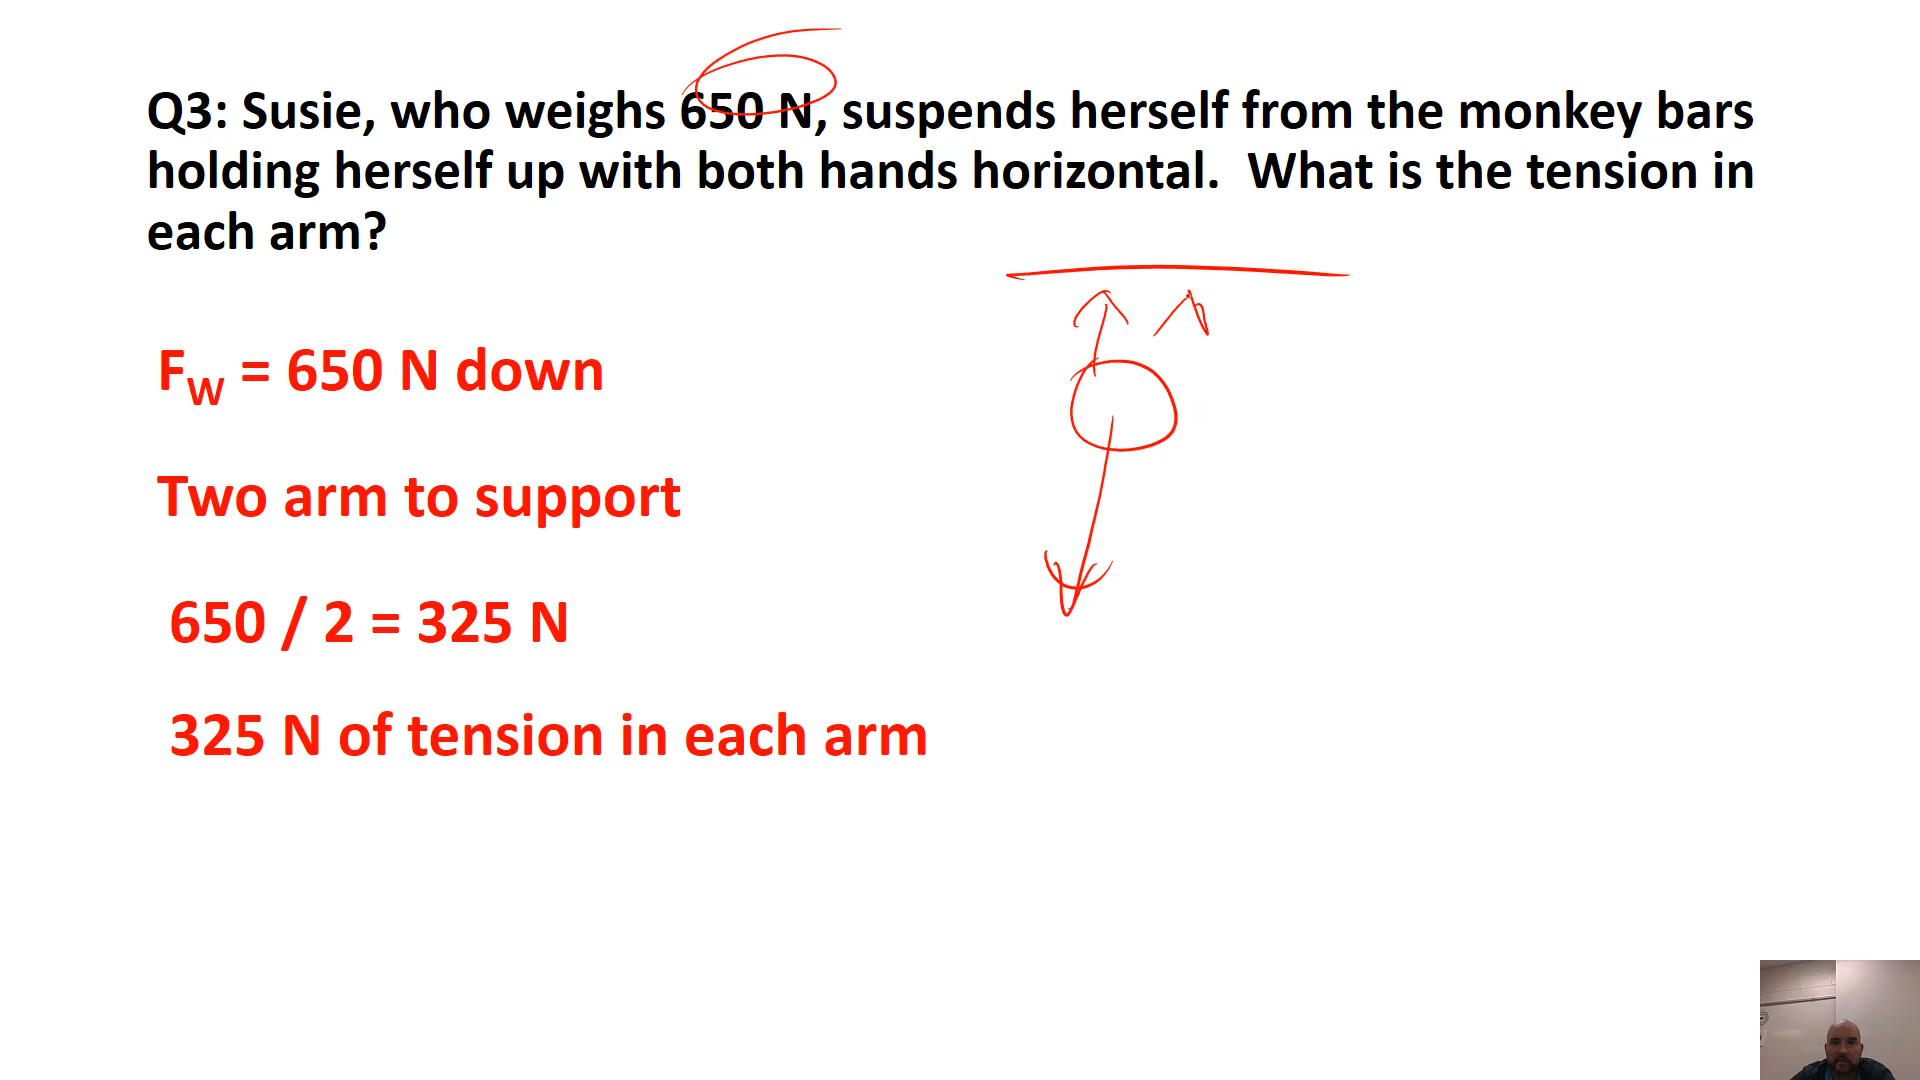 Q3: Susie, who weighs 650 N, suspends herself from the monkey bars
holding herself up with both hands horizontal. What is the tension in
each arm?
FW = 650 N down
Two arm to support
650 / 2 = 325 N
325 N of tension in each arm